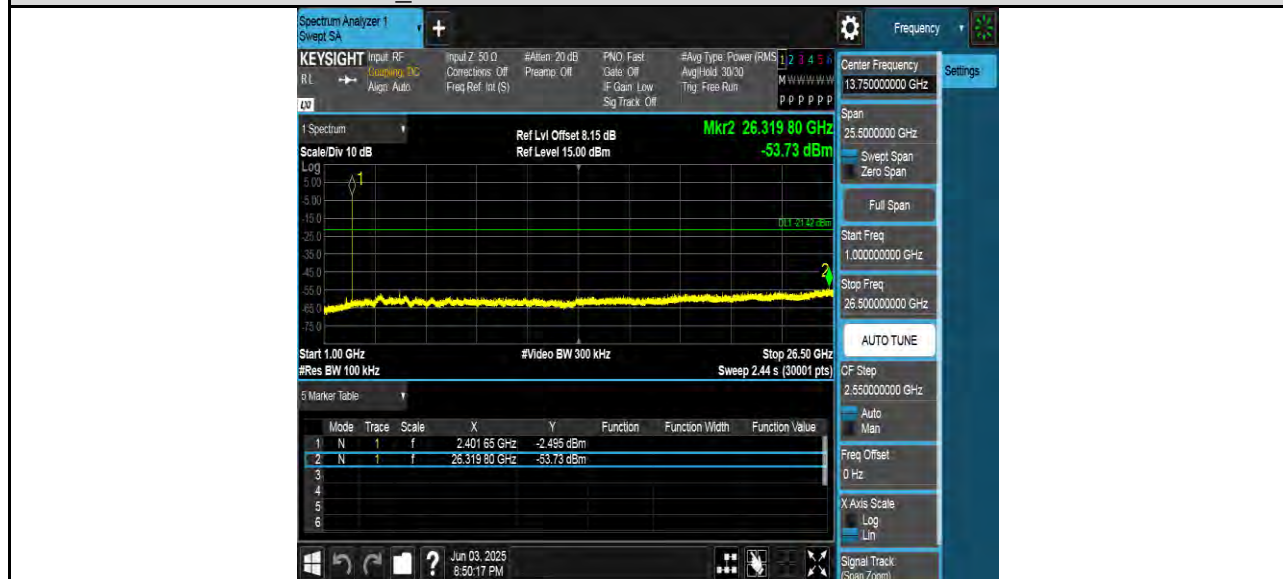 Spectrum Analyzer 1
Swept SA
+
Frequency
KEYSIGHT Input: RF Input Z: 50 Ω #Atten: 20 dB PNO: Fast #Avg Type: Power (RMS 1 2 3 4 5 6
RL Coupling: DC Corrections: Off Preamp: Off Gate: Off Avg|Hold: 30/30 M W W W W W
Align: Auto Freq Ref: Int (S) IF Gain: Low Trig: Free Run
Sig Track: Off P P P P P P
Center Frequency
13.750000000 GHz
Settings
Span
25.5000000 GHz
Swept Span
Zero Span
Full Span
Start Freq
1.000000000 GHz
Stop Freq
26.500000000 GHz
AUTO TUNE
CF Step
2.550000000 GHz
Auto
Man
Freq Offset
0 Hz
X Axis Scale
Log
Lin
Signal Track
(Span Zoom)
1 Spectrum
Ref Lvl Offset 8.15 dB
Mkr2 26.319 80 GHz
Scale/Div 10 dB
Ref Level 15.00 dBm
-53.73 dBm
Log
5.00
-5.00
-15.0
-25.0
-35.0
-45.0
-55.0
-65.0
-75.0
1
DL1 -21.42 dBm
2
Start 1.00 GHz #Video BW 300 kHz Stop 26.50 GHz
#Res BW 100 kHz Sweep 2.44 s (30001 pts)
5 Marker Table
Mode Trace Scale X Y Function Function Width Function Value
1 N 1 f 2.401 65 GHz -2.495 dBm
2 N 1 f 26.319 80 GHz -53.73 dBm
3
4
5
6
?
Jun 03, 2025
8:50:17 PM